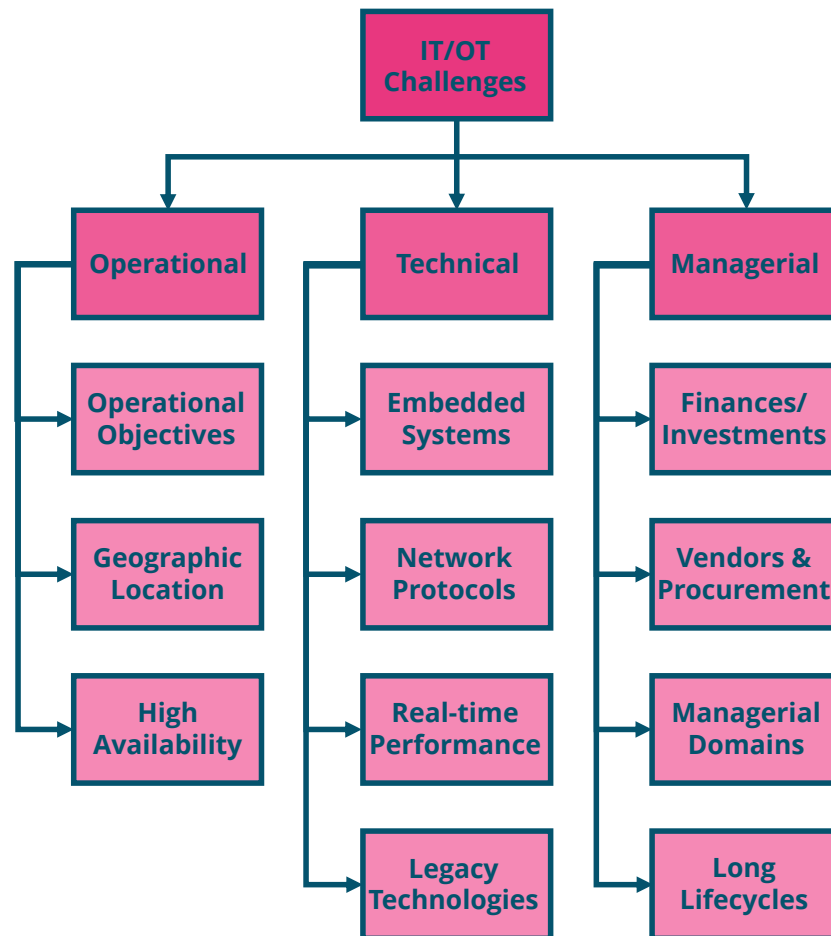 IT/OT
Challenges
Operational
Technical
Managerial
Operational
Objectives
Embedded
Systems
Finances/
Investments
Geographic
Location
Network
Protocols
Vendors &
Procurement
High
Availability
Real-time
Performance
Managerial
Domains
Legacy
Technologies
Long
Lifecycles